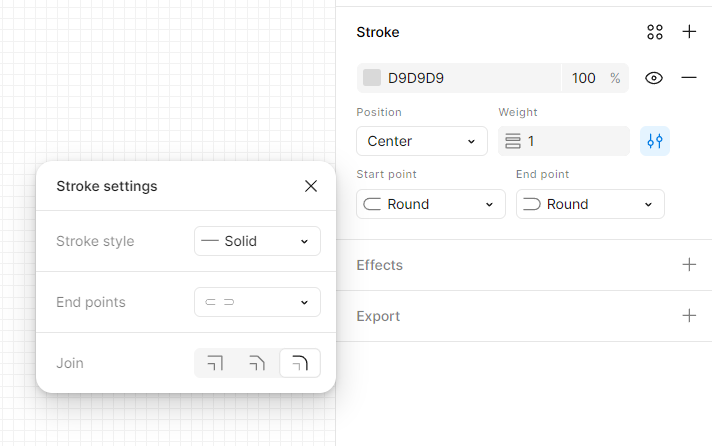 Stroke
D9D9D9 100 %
Position Weight
Center 1
Start point End point
Round Round
Effects
Export
Stroke settings
Stroke style Solid
End points
Join